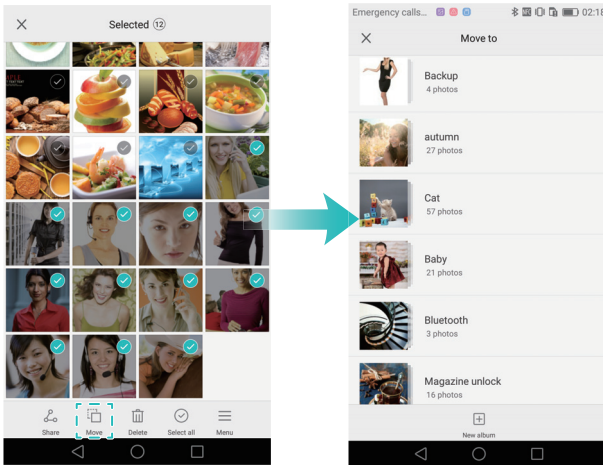 Selected 12
Share
Move
Delete
Select all
Menu
Emergency calls...
02:18
Move to
Backup
4 photos
autumn
27 photos
Cat
57 photos
Baby
21 photos
Bluetooth
3 photos
Magazine unlock
16 photos
New album